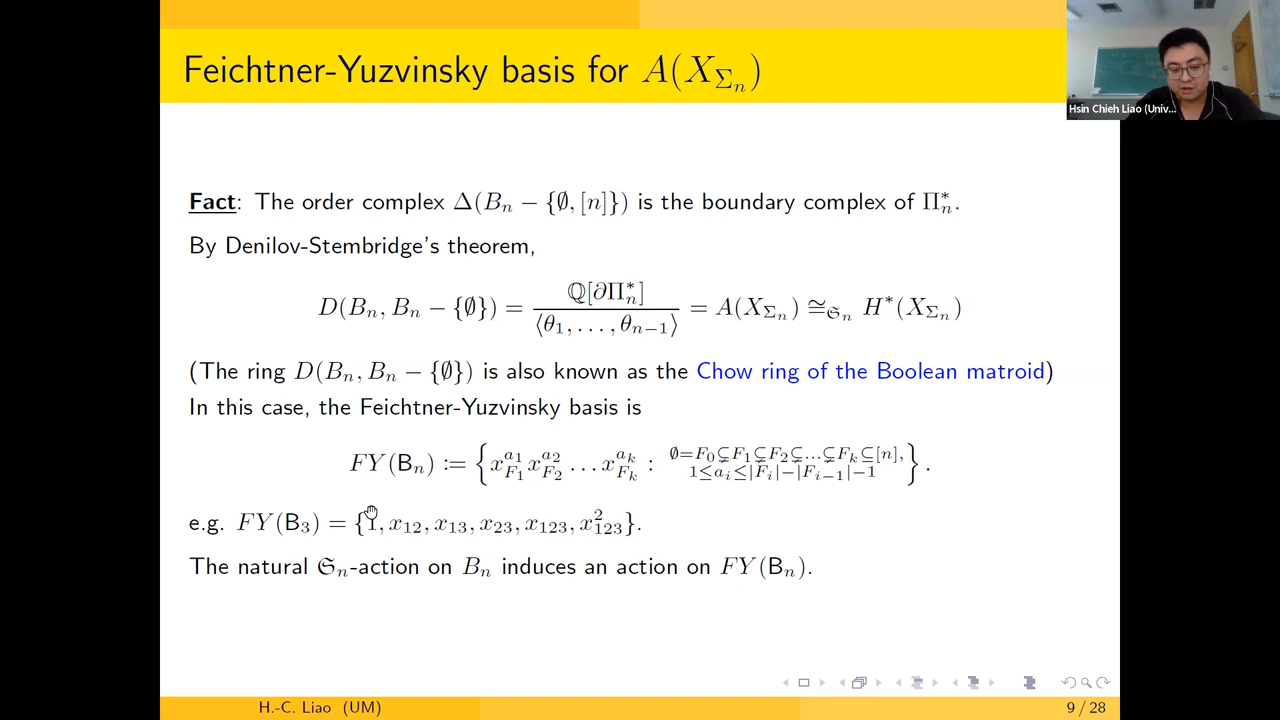 Feichtner-Yuzvinsky basis for A(X_{Σ_n})
Hsin Chieh Liao (Univ...
Fact: The order complex Δ(B_n − {∅, [n]}) is the boundary complex of Π_n^*.
By Denilov-Stembridge's theorem,
D(B_n, B_n − {∅}) = ℚ[∂Π_n^*] / ⟨θ_1, . . . , θ_{n−1}⟩ = A(X_{Σ_n}) ≅_{𝔖_n} H^*(X_{Σ_n})
(The ring D(B_n, B_n − {∅}) is also known as the Chow ring of the Boolean matroid)
In this case, the Feichtner-Yuzvinsky basis is
FY(B_n) := { x_{F_1}^{a_1} x_{F_2}^{a_2} . . . x_{F_k}^{a_k} : ∅=F_0⊊F_1⊊F_2⊊...⊊F_k⊆[n], 1≤a_i≤|F_i|−|F_{i−1}|−1 }.
e.g. FY(B_3) = {1, x_{12}, x_{13}, x_{23}, x_{123}, x_{123}^2}.
The natural 𝔖_n-action on B_n induces an action on FY(B_n).
H.-C. Liao (UM)
9 / 28